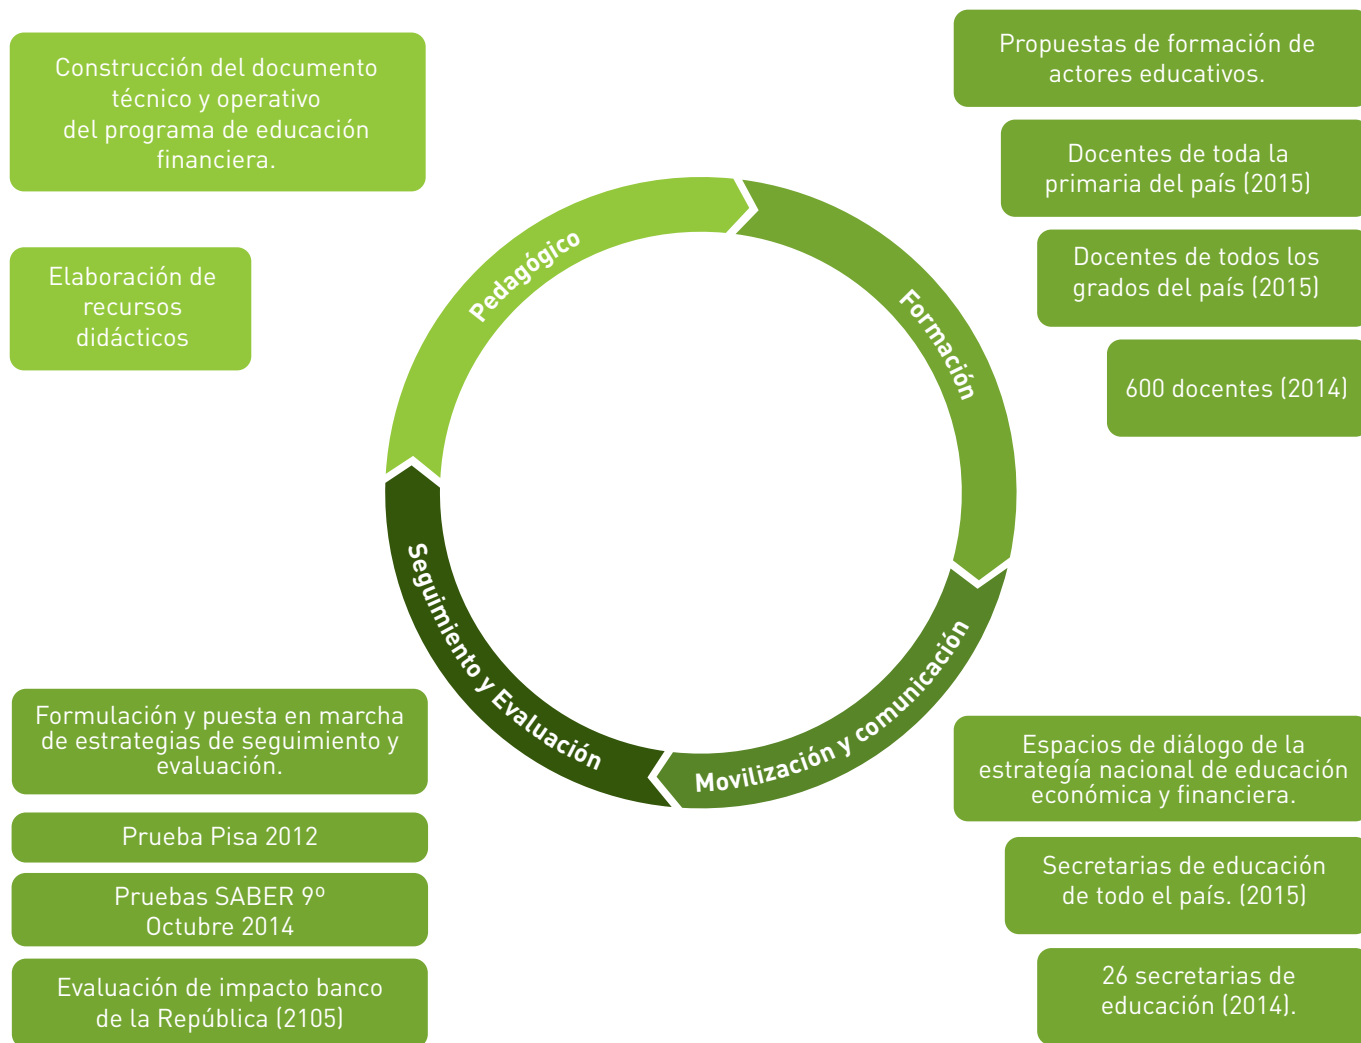 Construcción del documento
técnico y operativo
del programa de educación
financiera.
Elaboración de
recursos
didácticos
Propuestas de formación de
actores educativos.
Docentes de toda la
primaria del país (2015)
Docentes de todos los
grados del país (2015)
600 docentes (2014)
Pedagógico
Formación
Movilización y comunicación
Seguimiento y Evaluación
Formulación y puesta en marcha
de estrategias de seguimiento y
evaluación.
Prueba Pisa 2012
Pruebas SABER 9º
Octubre 2014
Evaluación de impacto banco
de la República (2105)
Espacios de diálogo de la
estrategía nacional de educación
económica y financiera.
Secretarias de educación
de todo el país. (2015)
26 secretarias de
educación (2014).